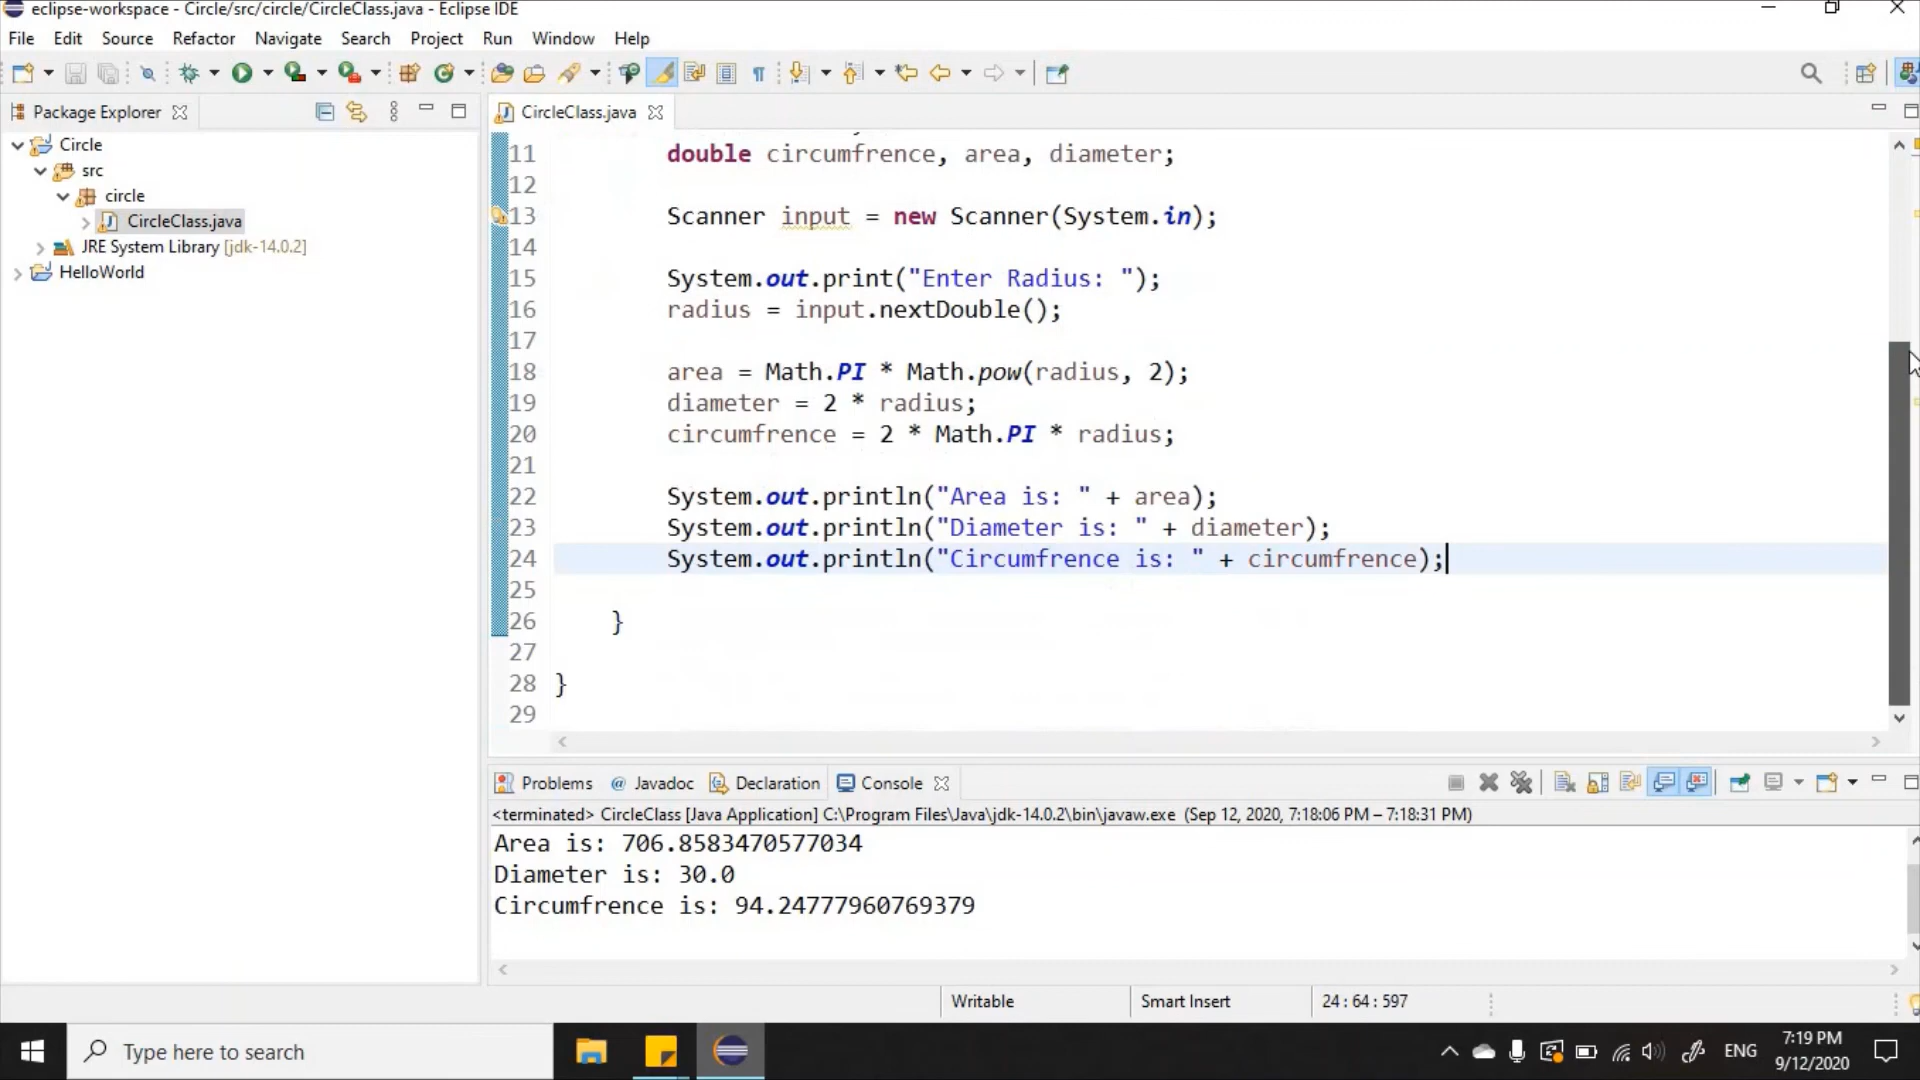 eclipse-workspace - Circle/src/circle/CircleClass.java - Eclipse IDE
File Edit Source Refactor Navigate Search Project Run Window Help
Package Explorer
CircleClass.java
Circle
src
circle
CircleClass.java
JRE System Library [jdk-14.0.2]
HelloWorld
11 double circumfrence, area, diameter;
12
13 Scanner input = new Scanner(System.in);
14
15 System.out.print("Enter Radius: ");
16 radius = input.nextDouble();
17
18 area = Math.PI * Math.pow(radius, 2);
19 diameter = 2 * radius;
20 circumfrence = 2 * Math.PI * radius;
21
22 System.out.println("Area is: " + area);
23 System.out.println("Diameter is: " + diameter);
24 System.out.println("Circumfrence is: " + circumfrence);
25
26 }
27
28 }
29
Problems @ Javadoc Declaration Console
<terminated> CircleClass [Java Application] C:\Program Files\Java\jdk-14.0.2\bin\javaw.exe (Sep 12, 2020, 7:18:06 PM – 7:18:31 PM)
Area is: 706.8583470577034
Diameter is: 30.0
Circumfrence is: 94.24777960769379
Writable Smart Insert 24 : 64 : 597
Type here to search
ENG
7:19 PM
9/12/2020